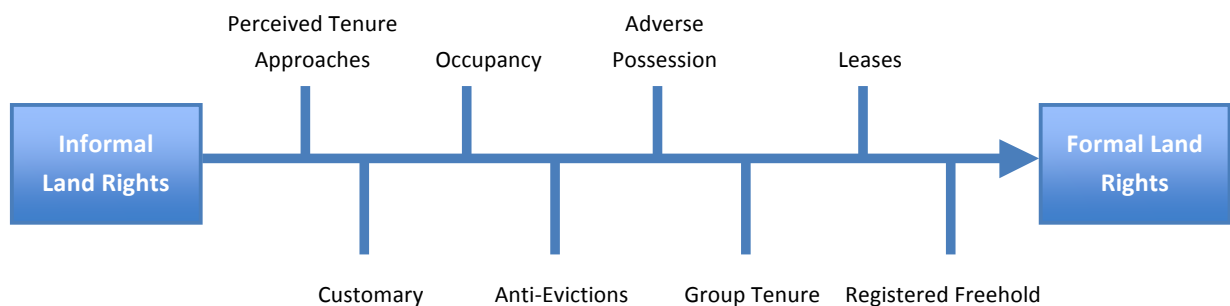 Perceived Tenure
Approaches
Occupancy
Adverse
Possession
Leases
Informal
Land Rights
Formal Land
Rights
Customary
Anti-Evictions
Group Tenure
Registered Freehold